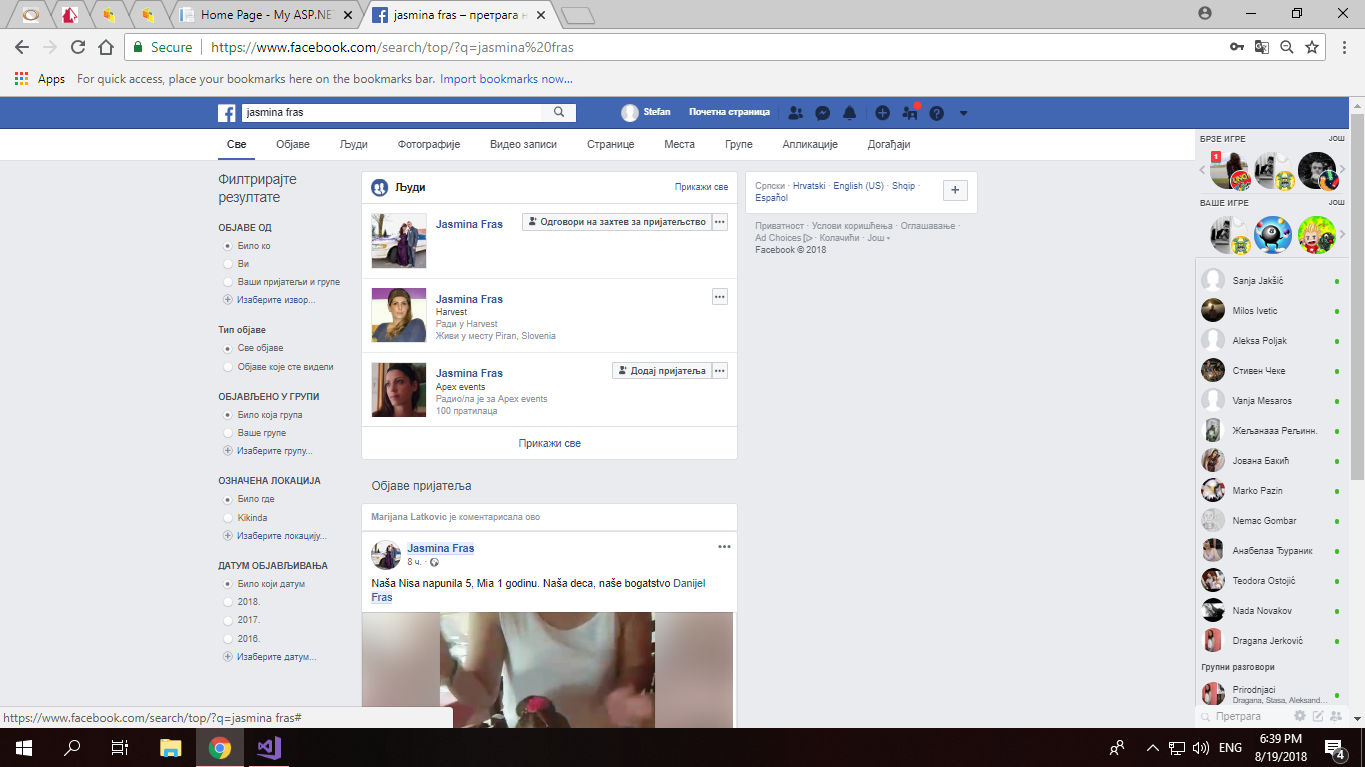 Home Page - My ASP.NE
jasmina fras – претрага н
Secure
https://www.facebook.com/search/top/?q=jasmina%20fras
Apps
For quick access, place your bookmarks here on the bookmarks bar. Import bookmarks now...
jasmina fras
Stefan
Почетна страница
Све
Објаве
Људи
Фотографије
Видео записи
Странице
Места
Групе
Апликације
Догађаји
Филтрирајте
резултате
ОБЈАВЕ ОД
Било ко
Ви
Ваши пријатељи и групе
Изаберите извор...
Тип објаве
Све објаве
Објаве које сте видели
ОБЈАВЉЕНО У ГРУПИ
Било која група
Ваше групе
Изаберите групу...
ОЗНАЧЕНА ЛОКАЦИЈА
Било где
Kikinda
Изаберите локацију...
ДАТУМ ОБЈАВЉИВАЊА
Било који датум
2018.
2017.
2016.
Изаберите датум...
Људи
Прикажи све
Jasmina Fras
Одговори на захтев за пријатељство
Jasmina Fras
Harvest
Ради у Harvest
Живи у месту Piran, Slovenia
Jasmina Fras
Додај пријатеља
Apex events
Радио/ла је за Apex events
100 пратилаца
Прикажи све
Објаве пријатеља
Marijana Latkovic је коментарисала ово
Jasmina Fras
8 ч. ·
Naša Nisa napunila 5, Mia 1 godinu. Naša deca, naše bogatstvo Danijel
Fras
Српски · Hrvatski · English (US) · Shqip ·
Español
Приватност · Услови коришћења · Оглашавање ·
Ad Choices · Колачићи · Још
Facebook © 2018
БРЗЕ ИГРЕ
ЈОШ
1
UNO
ВАШЕ ИГРЕ
ЈОШ
Sanja Jakšić
Milos Ivetic
Aleksa Poljak
Стивен Чеке
Vanja Mesaros
Жељанааа Рељинн.
Јована Бакић
Marko Pazin
Nemac Gombar
Анабелаа Ђураник
Teodora Ostojić
Nada Novakov
Dragana Jerković
Групни разговори
Prirodnjaci
Dragana, Stasa, Aleksand...
Претрага
https://www.facebook.com/search/top/?q=jasmina fras#
ENG
6:39 PM
8/19/2018
4